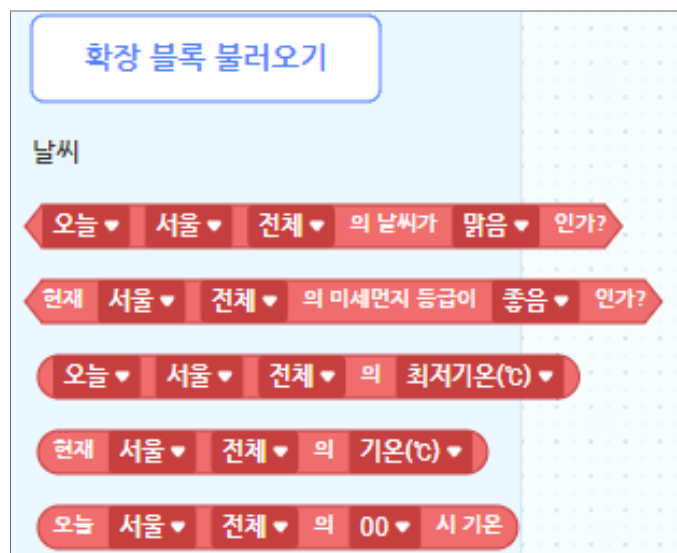 확장 블록 불러오기
날씨
오늘 서울 전체 의 날씨가 맑음 인가?
현재 서울 전체 의 미세먼지 등급이 좋음 인가?
오늘 서울 전체 의 최저기온(℃)
현재 서울 전체 의 기온(℃)
오늘 서울 전체 의 00 시 기온